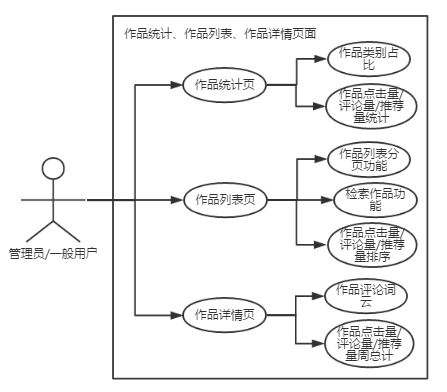 作品统计、作品列表、作品详情页面
作品类别占
比
作品统计页
作品点击量/
评论量/推荐
量统计
作品列表分
页功能
作品列表页
检索作品功
能
作品点击量/
评论量/推荐
量排序
管理员/一般用户
作品评论词
云
作品详情页
作品点击量/
评论量/推荐
量周总计